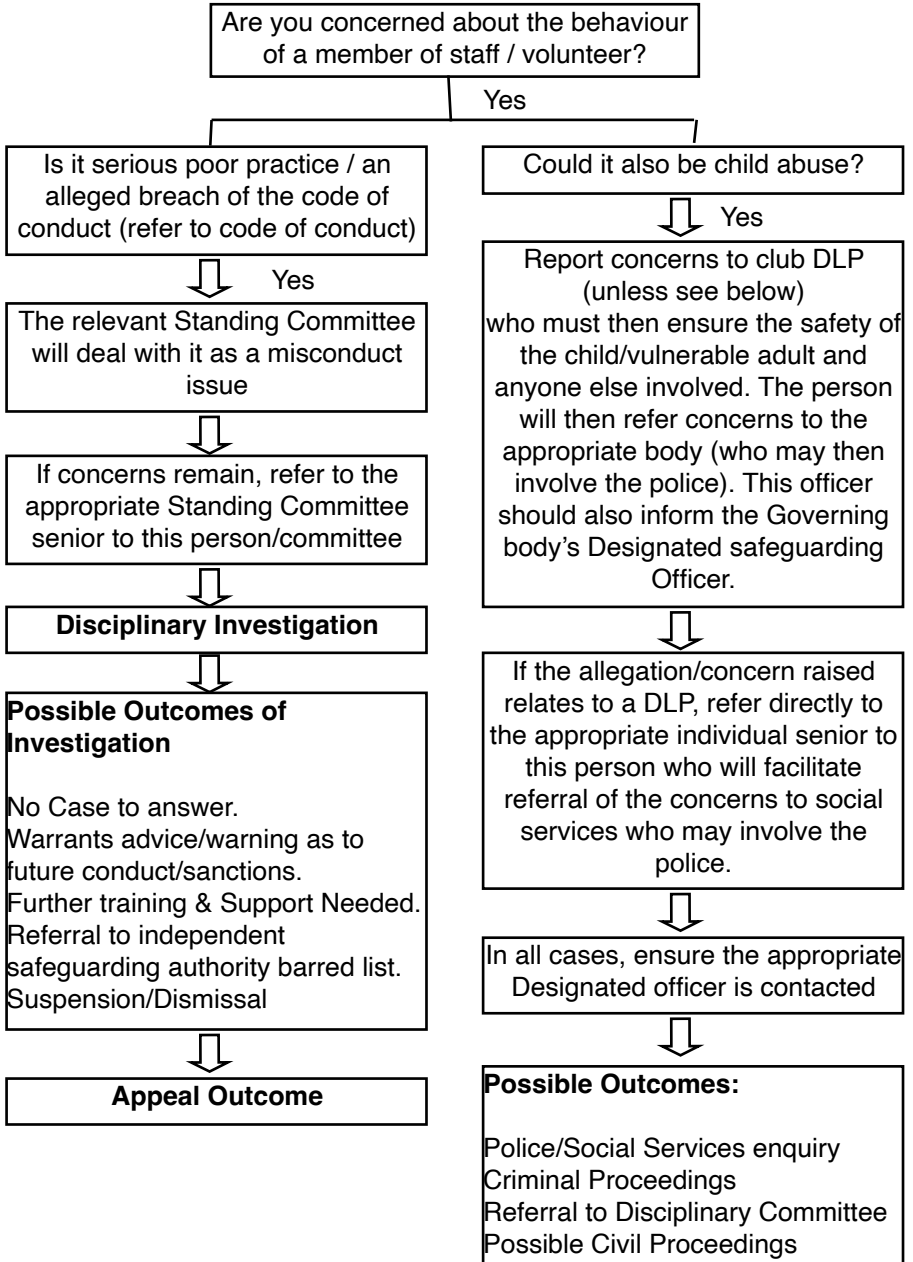 Are you concerned about the behaviour
of a member of staff / volunteer?
Yes
Is it serious poor practice / an
alleged breach of the code of
conduct (refer to code of conduct)
Yes
The relevant Standing Committee
will deal with it as a misconduct
issue
If concerns remain, refer to the
appropriate Standing Committee
senior to this person/committee
Disciplinary Investigation
Possible Outcomes of
Investigation
No Case to answer.
Warrants advice/warning as to
future conduct/sanctions.
Further training & Support Needed.
Referral to independent
safeguarding authority barred list.
Suspension/Dismissal
Appeal Outcome
Could it also be child abuse?
Yes
Report concerns to club DLP
(unless see below)
who must then ensure the safety of
the child/vulnerable adult and
anyone else involved. The person
will then refer concerns to the
appropriate body (who may then
involve the police). This officer
should also inform the Governing
body’s Designated safeguarding
Officer.
If the allegation/concern raised
relates to a DLP, refer directly to
the appropriate individual senior to
this person who will facilitate
referral of the concerns to social
services who may involve the
police.
In all cases, ensure the appropriate
Designated officer is contacted
Possible Outcomes:
Police/Social Services enquiry
Criminal Proceedings
Referral to Disciplinary Committee
Possible Civil Proceedings